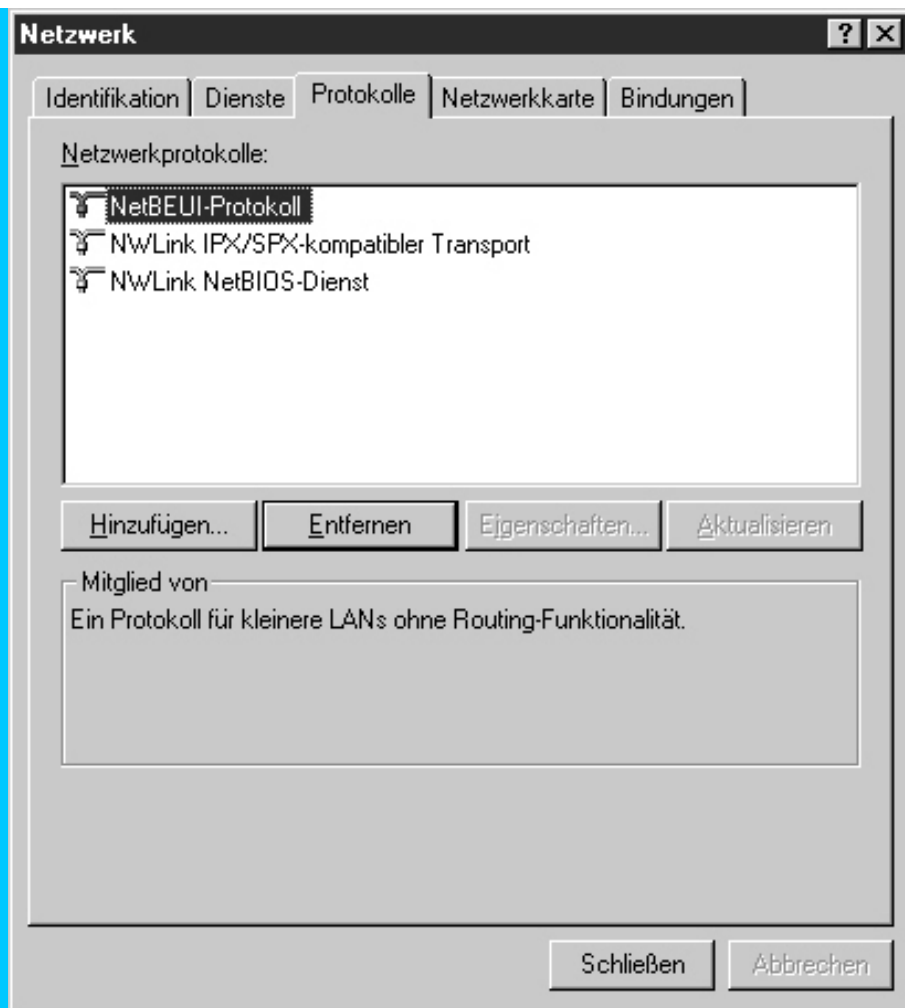 Netzwerk
Identifikation Dienste Protokolle Netzwerkkarte Bindungen
Netzwerkprotokolle:
NetBEUI-Protokoll
NWLink IPX/SPX-kompatibler Transport
NWLink NetBIOS-Dienst
Hinzufügen... Entfernen Eigenschaften... Aktualisieren
Mitglied von
Ein Protokoll für kleinere LANs ohne Routing-Funktionalität.
Schließen Abbrechen